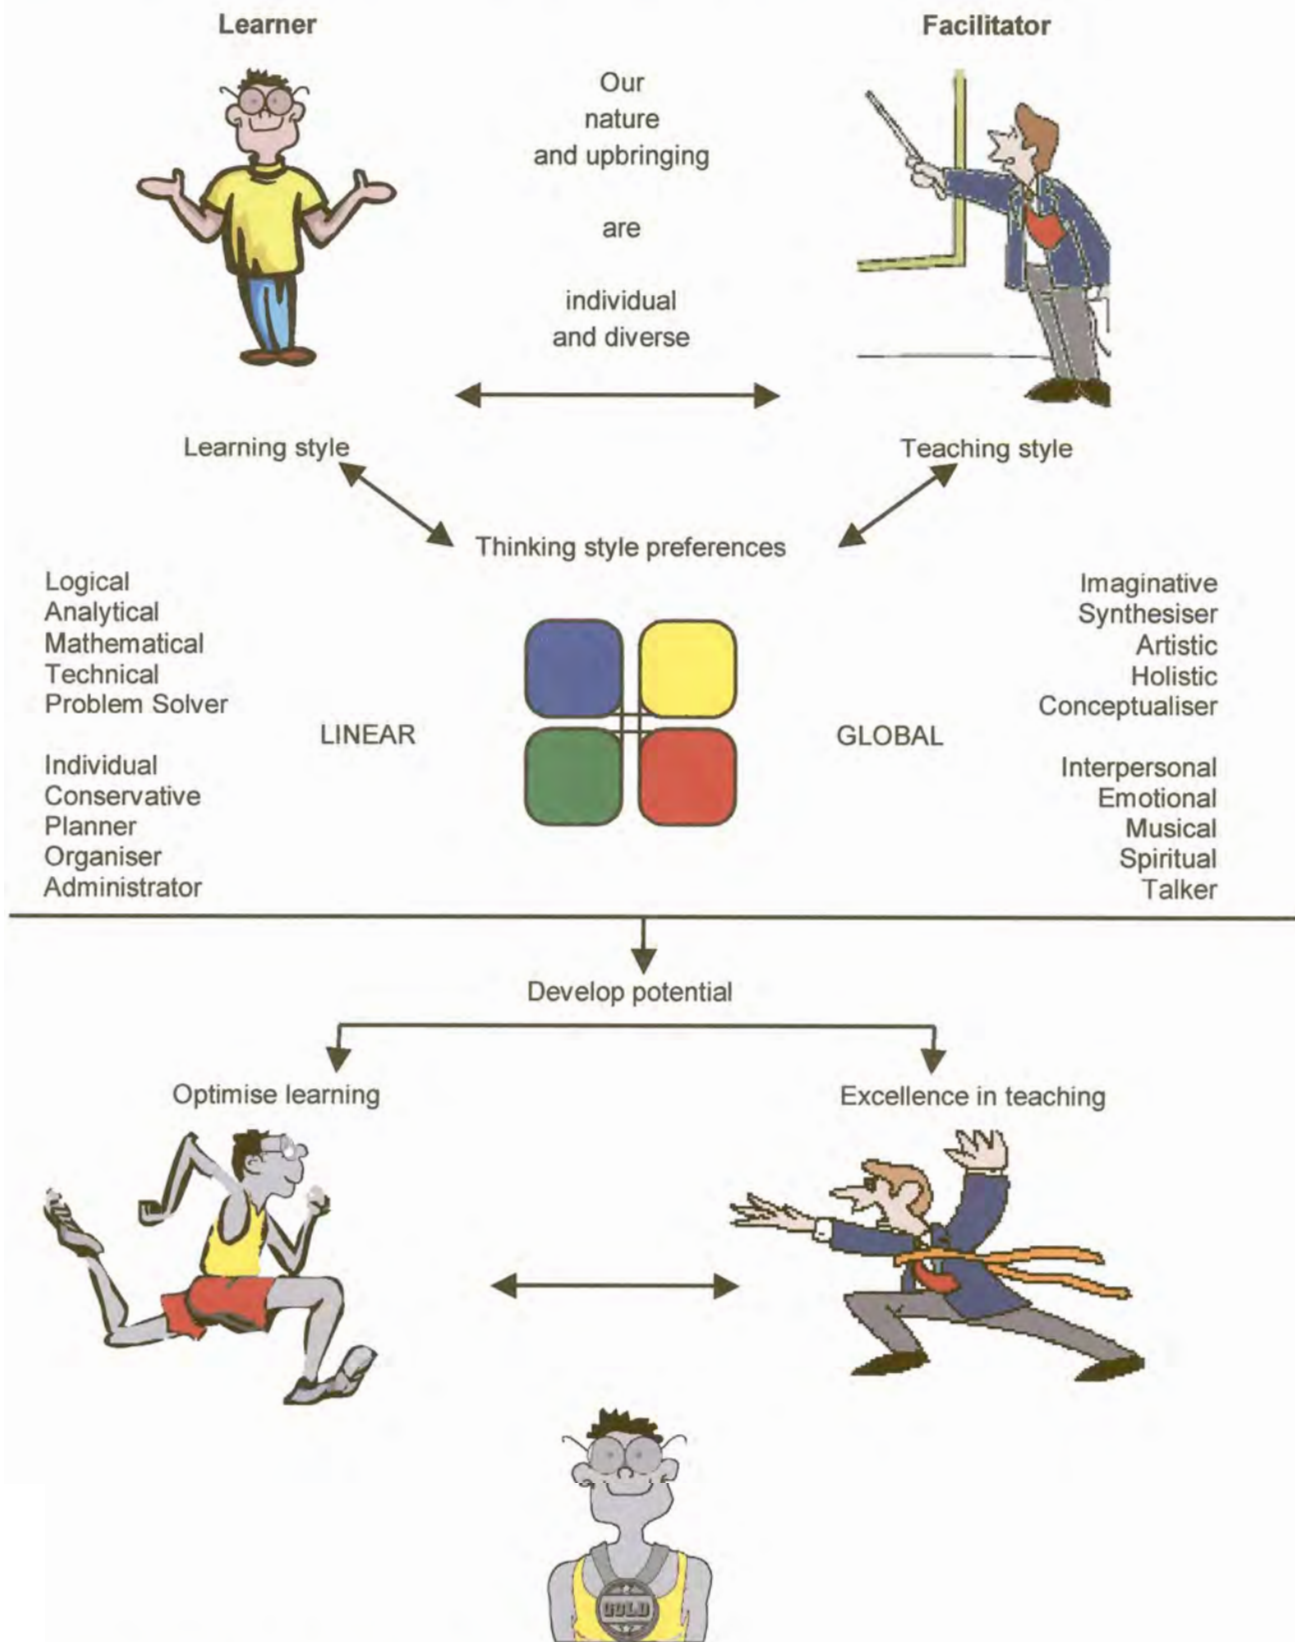 Learner
Facilitator
Our
nature
and upbringing
are
individual
and diverse
Learning style
Teaching style
Thinking style preferences
Logical
Analytical
Mathematical
Technical
Problem Solver
Imaginative
Synthesiser
Artistic
Holistic
Conceptualiser
LINEAR
GLOBAL
Individual
Conservative
Planner
Organiser
Administrator
Interpersonal
Emotional
Musical
Spiritual
Talker
Develop potential
Optimise learning
Excellence in teaching
GOLD